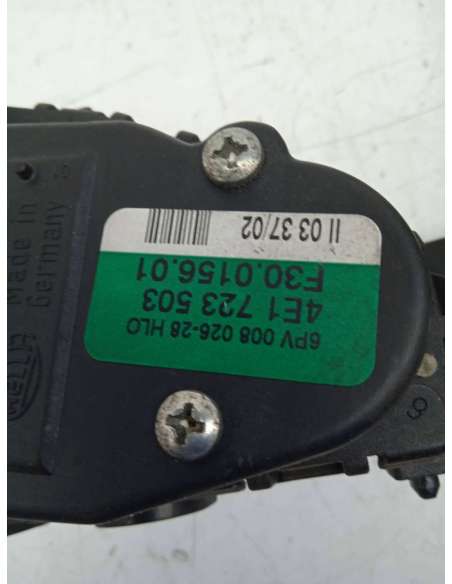 6PV 008 026-28 HLO
4E1 723 503
F30.0156.01
II 03 37/02
HELLA
Made in
Germany
9